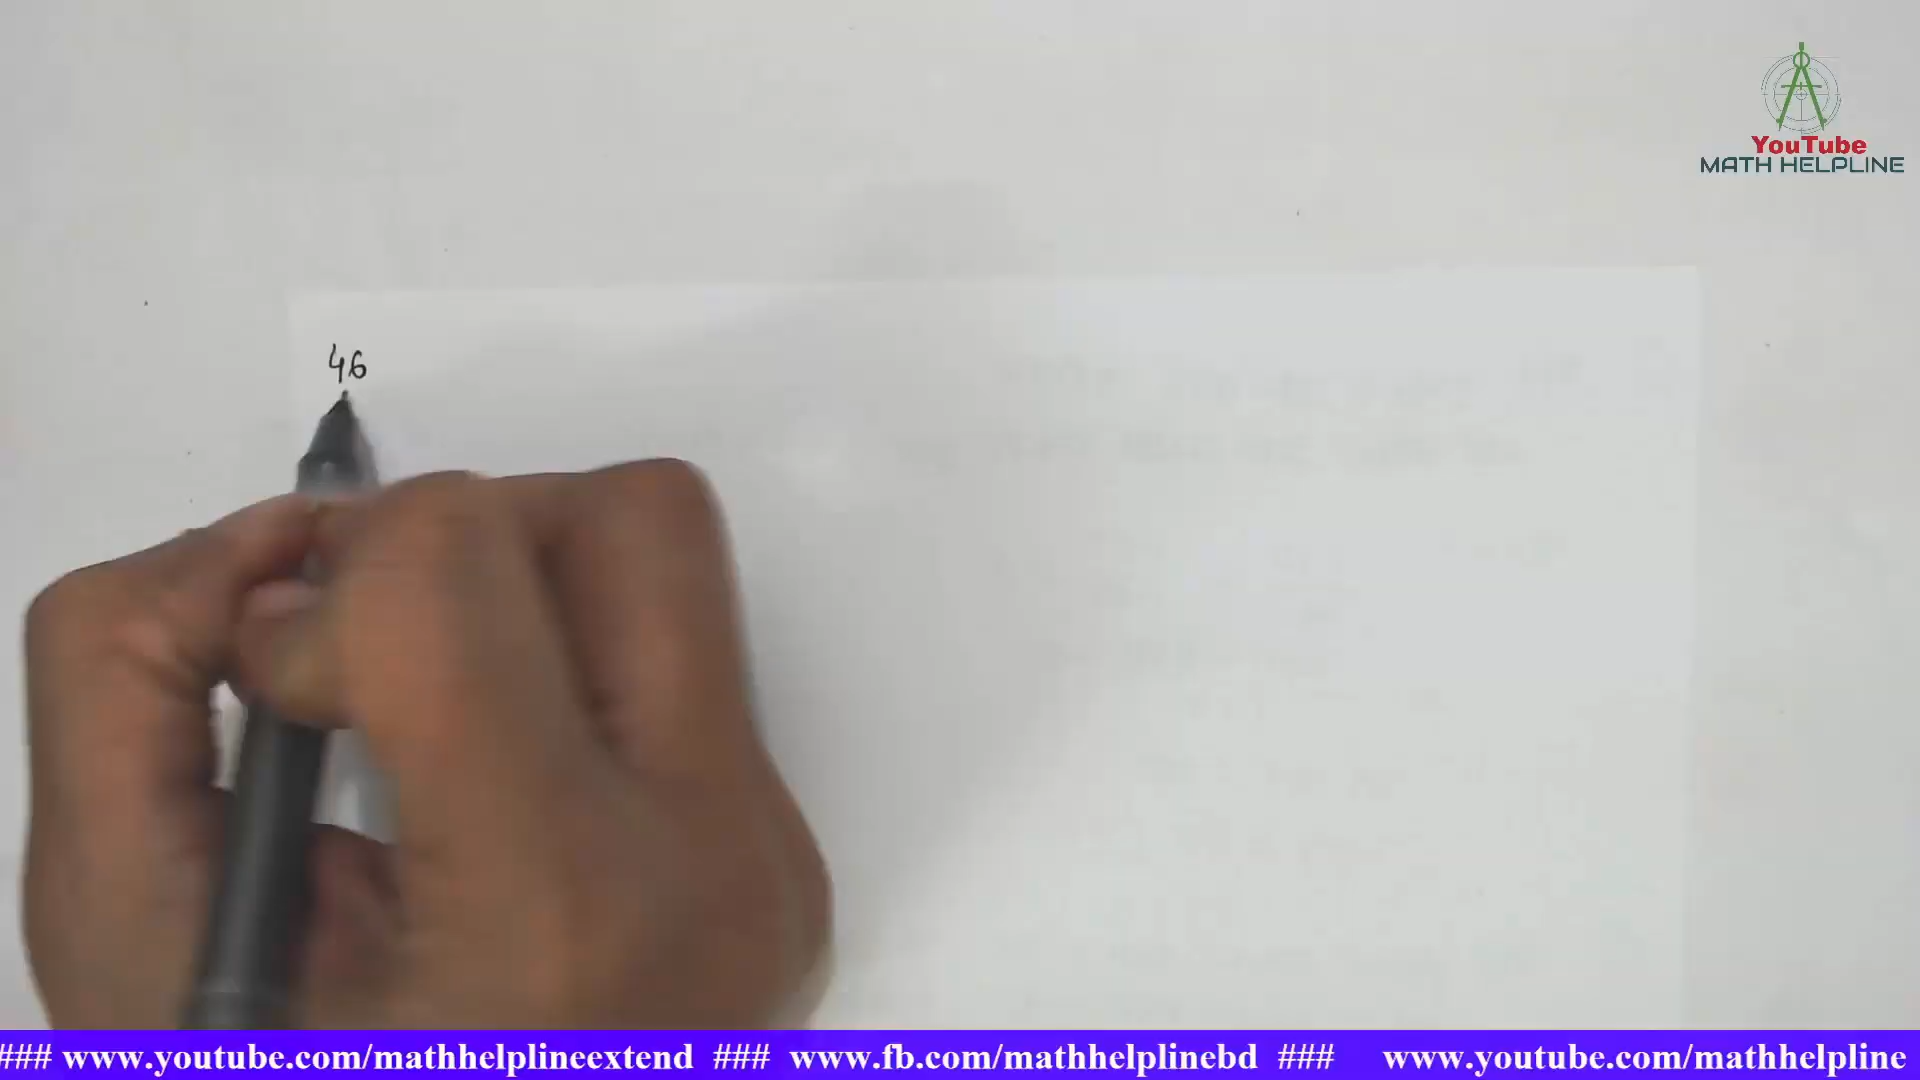 YouTube
MATH HELPLINE
46
### www.youtube.com/mathhelplineextend ### www.fb.com/mathhelplinebd ### www.youtube.com/mathhelpline